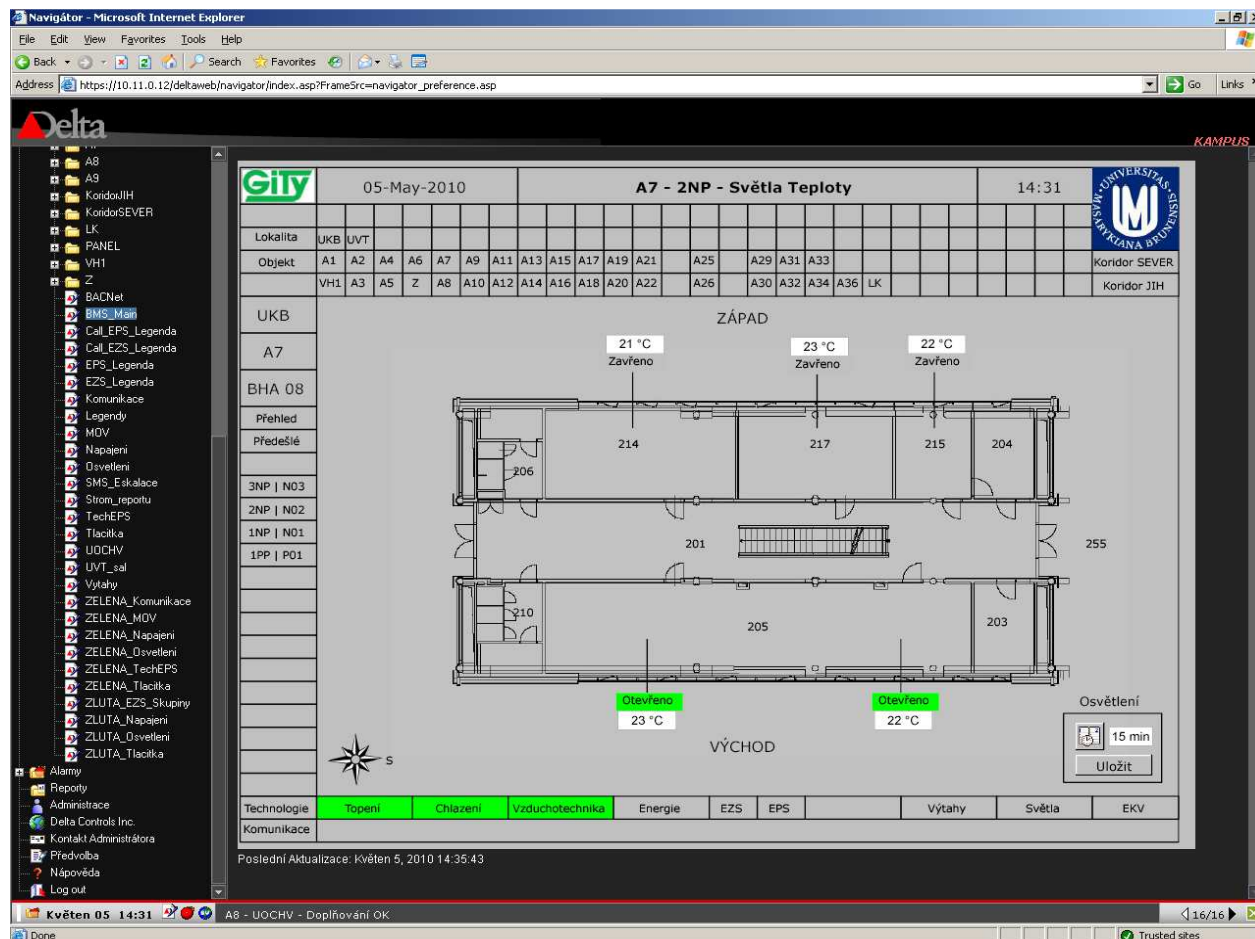 Navigátor - Microsoft Internet Explorer
File Edit View Favorites Tools Help
Back Search Favorites
Address https://10.11.0.12/deltaweb/navigator/index.asp?FrameSrc=navigator_preference.asp Go Links
Delta
KAMPUS
A8
A9
KoridorJIH
KoridorSEVER
LK
PANEL
VH1
Z
BACNet
BMS_Main
Call_EPS_Legenda
Call_EZS_Legenda
EPS_Legenda
EZS_Legenda
Komunikace
Legendy
MOV
Napajeni
Osvetleni
SMS_Eskalace
Strom_reportu
TechEPS
Tlacitka
UOCHV
UVT_sal
Vytahy
ZELENA_Komunikace
ZELENA_MOV
ZELENA_Napajeni
ZELENA_Osvetleni
ZELENA_TechEPS
ZELENA_Tlacitka
ZLUTA_EZS_Skupiny
ZLUTA_Napajeni
ZLUTA_Osvetleni
ZLUTA_Tlacitka
Alarmy
Reporty
Administrace
Delta Controls Inc.
Kontakt Administrátora
Předvolba
Nápověda
Log out
GiTy 05-May-2010 A7 - 2NP - Světla Teploty 14:31
UNIVERSITAS MASARYKIANA BRUNENSIS
Lokalita UKB UVT
Objekt A1 A2 A4 A6 A7 A9 A11 A13 A15 A17 A19 A21 A25 A29 A31 A33 Koridor SEVER
VH1 A3 A5 Z A8 A10 A12 A14 A16 A18 A20 A22 A26 A30 A32 A34 A36 LK Koridor JIH
UKB
A7
BHA 08
Přehled
Předešlé
3NP | N03
2NP | N02
1NP | N01
1PP | P01
ZÁPAD
21 °C 23 °C 22 °C
Zavřeno Zavřeno Zavřeno
214 217 215 204
206
201 255
210
205 203
Otevřeno Otevřeno
23 °C 22 °C
VÝCHOD
S
Osvětlení
15 min
Uložit
Technologie Topení Chlazení Vzduchotechnika Energie EZS EPS Výtahy Světla EKV
Komunikace
Poslední Aktualizace: Květen 5, 2010 14:35:43
Květen 05 14:31 A8 - UOCHV - Doplňování OK 16/16
Done Trusted sites